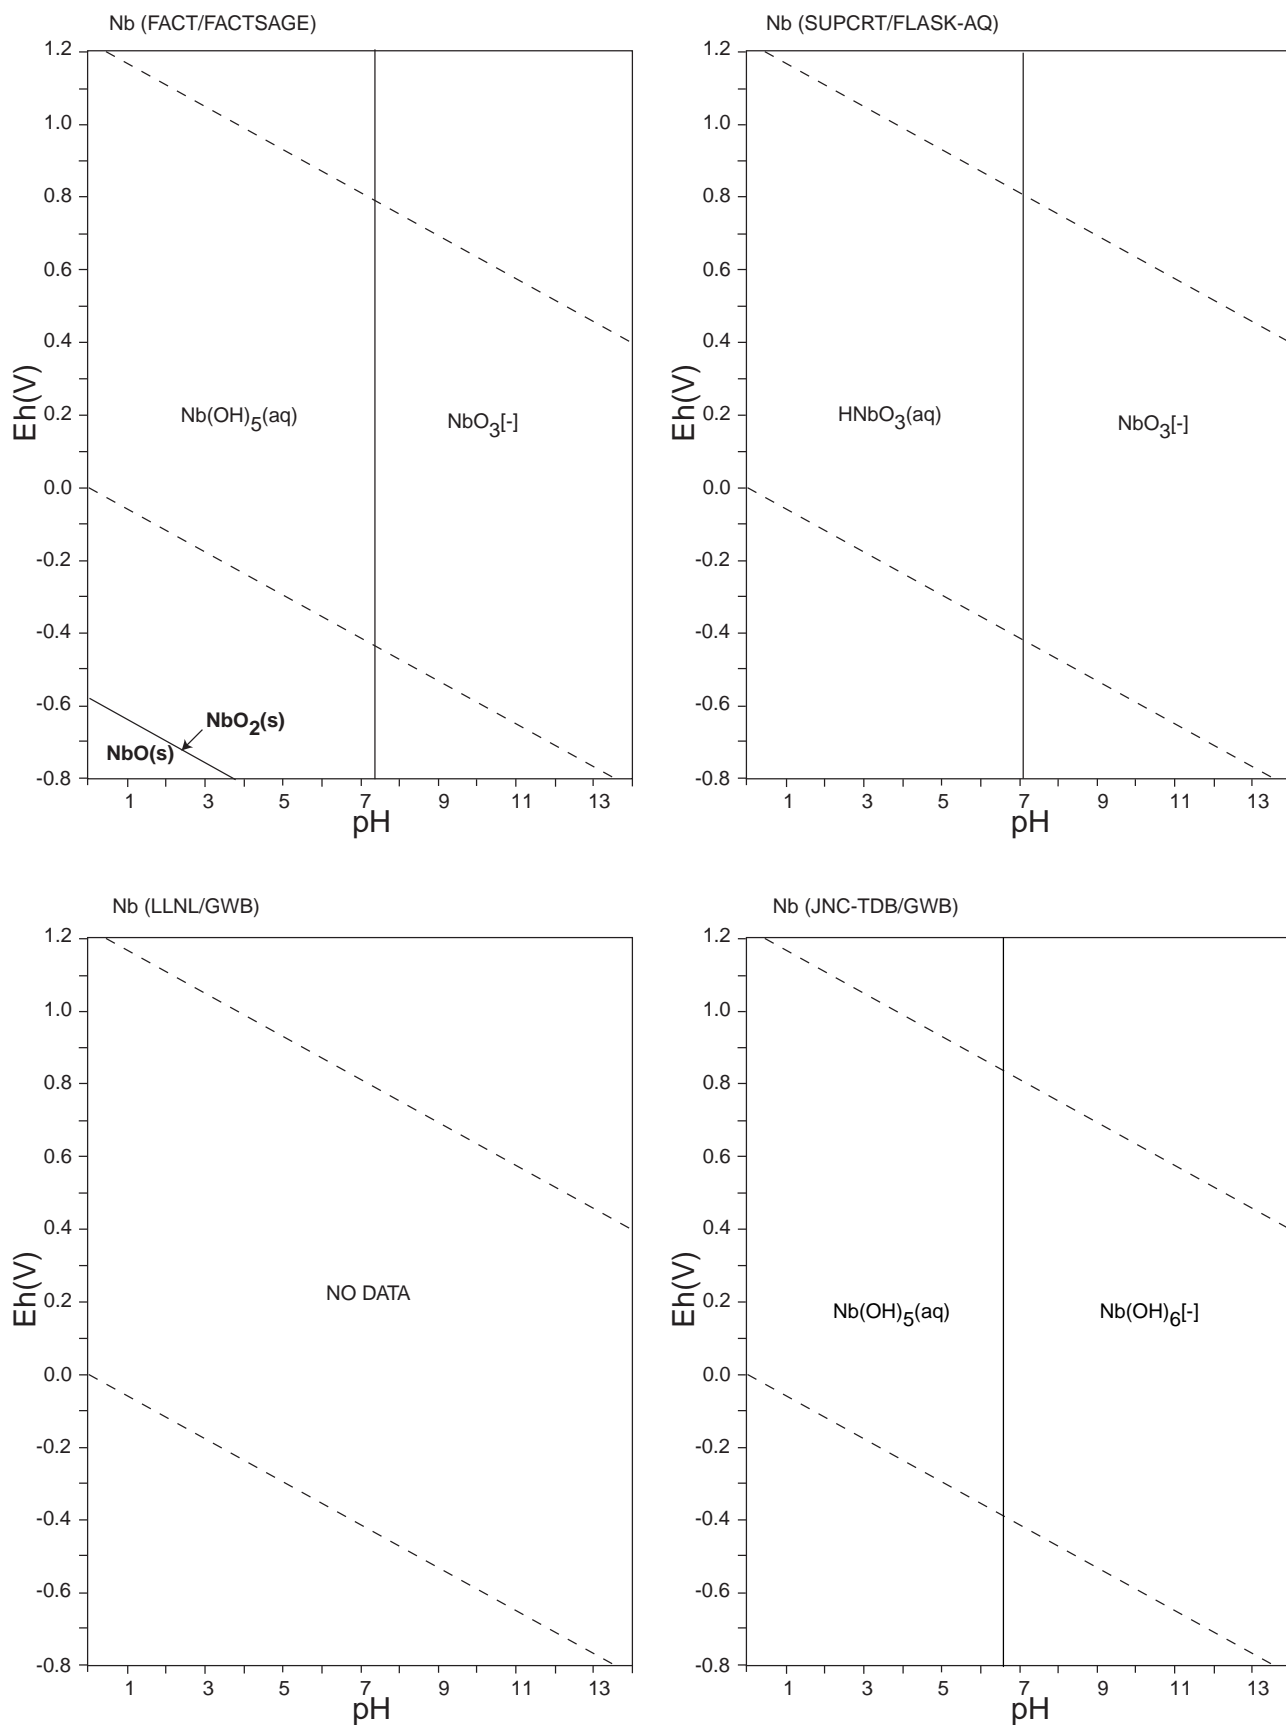 Nb (FACT/FACTSAGE)
1.2
1.0
0.8
0.6
0.4
0.2
0.0
-0.2
-0.4
-0.6
-0.8
Eh(V)
Nb(OH)5(aq)
NbO3[-]
NbO2(s)
NbO(s)
1 3 5 7 9 11 13
pH
Nb (SUPCRT/FLASK-AQ)
1.2
1.0
0.8
0.6
0.4
0.2
0.0
-0.2
-0.4
-0.6
-0.8
Eh(V)
HNbO3(aq)
NbO3[-]
1 3 5 7 9 11 13
pH
Nb (LLNL/GWB)
1.2
1.0
0.8
0.6
0.4
0.2
0.0
-0.2
-0.4
-0.6
-0.8
Eh(V)
NO DATA
1 3 5 7 9 11 13
pH
Nb (JNC-TDB/GWB)
1.2
1.0
0.8
0.6
0.4
0.2
0.0
-0.2
-0.4
-0.6
-0.8
Eh(V)
Nb(OH)5(aq)
Nb(OH)6[-]
1 3 5 7 9 11 13
pH